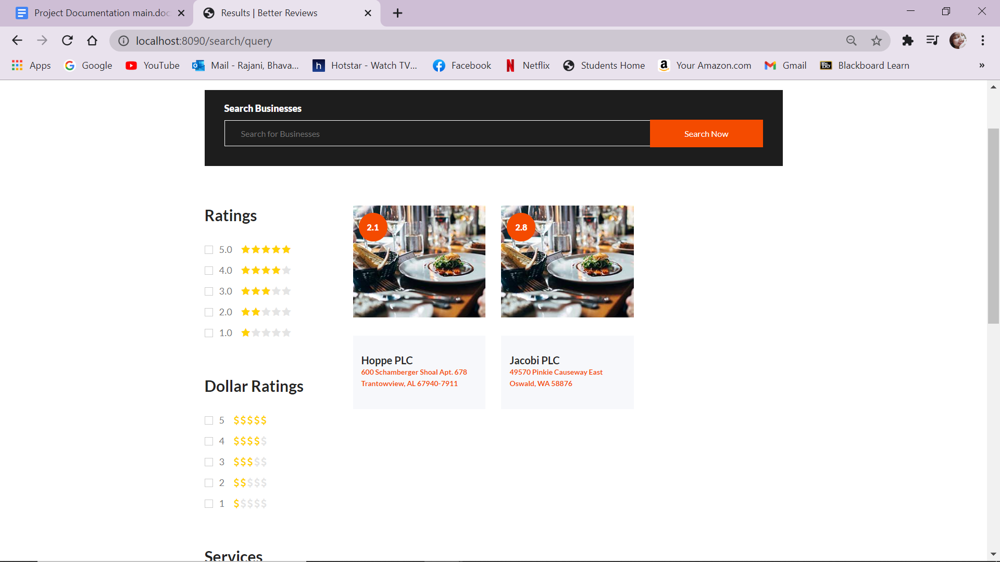 Project Documentation main.doc
Results | Better Reviews
localhost:8090/search/query
Apps
Google
YouTube
Mail - Rajani, Bhava...
Hotstar - Watch TV...
Facebook
Netflix
Students Home
Your Amazon.com
Gmail
Blackboard Learn
»
Search Businesses
Search for Businesses
Search Now
Ratings
5.0
4.0
3.0
2.0
1.0
Dollar Ratings
5 $$$$$
4 $$$$$
3 $$$$$
2 $$$$$
1 $$$$$
Services
2.1
Hoppe PLC
600 Schamberger Shoal Apt. 678
Trantowview, AL 67940-7911
2.8
Jacobi PLC
49570 Pinkie Causeway East
Oswald, WA 58876